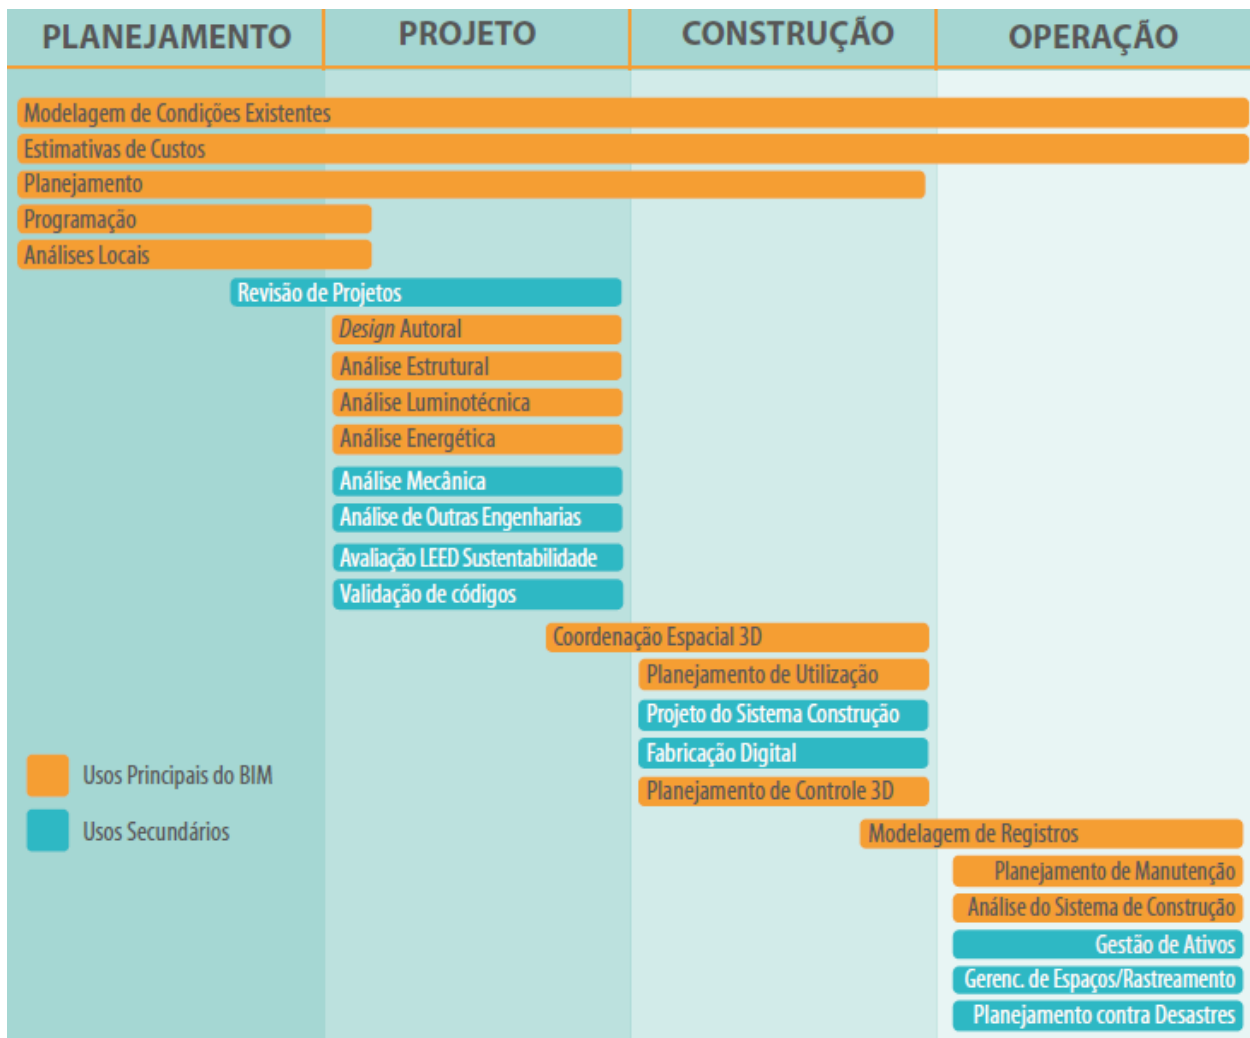 PLANEJAMENTO
PROJETO
CONSTRUÇÃO
OPERAÇÃO
Modelagem de Condições Existentes
Estimativas de Custos
Planejamento
Programação
Análises Locais
Revisão de Projetos
Design Autoral
Análise Estrutural
Análise Luminotécnica
Análise Energética
Análise Mecânica
Análise de Outras Engenharias
Avaliação LEED Sustentabilidade
Validação de códigos
Coordenação Espacial 3D
Planejamento de Utilização
Projeto do Sistema Construção
Fabricação Digital
Planejamento de Controle 3D
Modelagem de Registros
Planejamento de Manutenção
Análise do Sistema de Construção
Gestão de Ativos
Gerenc. de Espaços/Rastreamento
Planejamento contra Desastres
Usos Principais do BIM
Usos Secundários